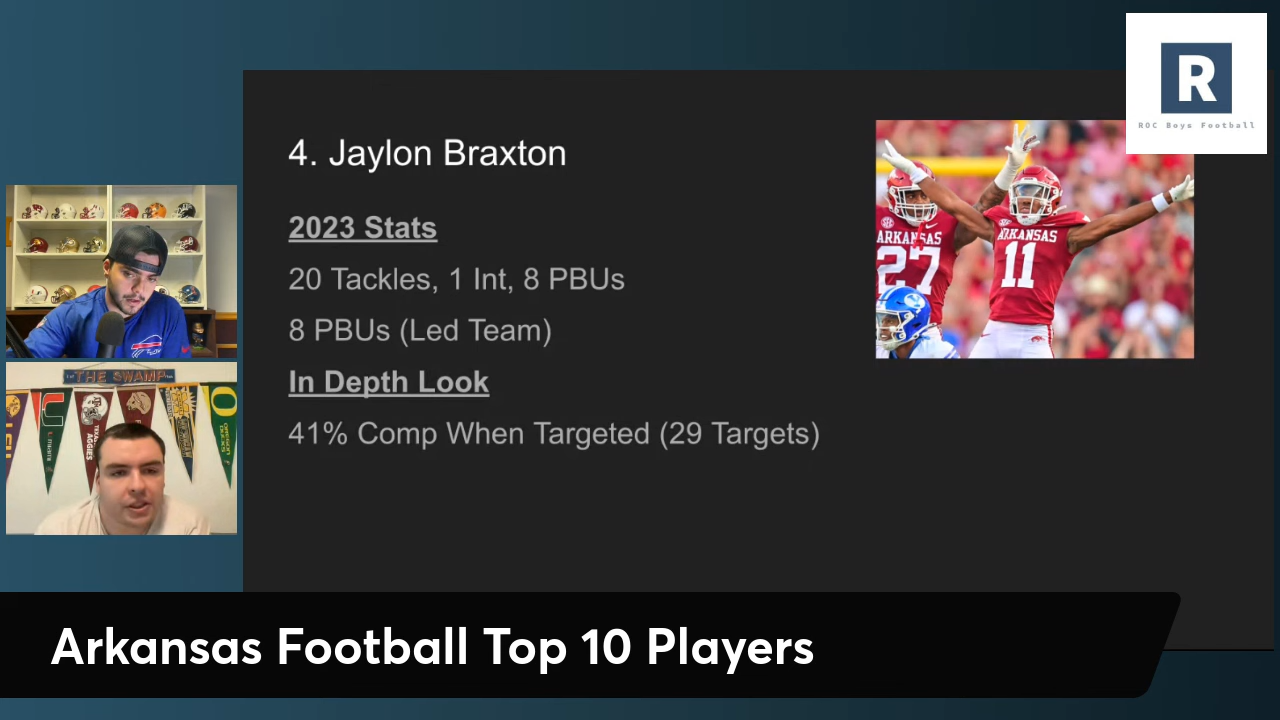 R
ROC Boys Football
4. Jaylon Braxton
2023 Stats
20 Tackles, 1 Int, 8 PBUs
8 PBUs (Led Team)
In Depth Look
41% Comp When Targeted (29 Targets)
ARKANSAS
27
ARKANSAS
11
THE SWAMP
U
TEXAS
AGIES
O
Arkansas Football Top 10 Players